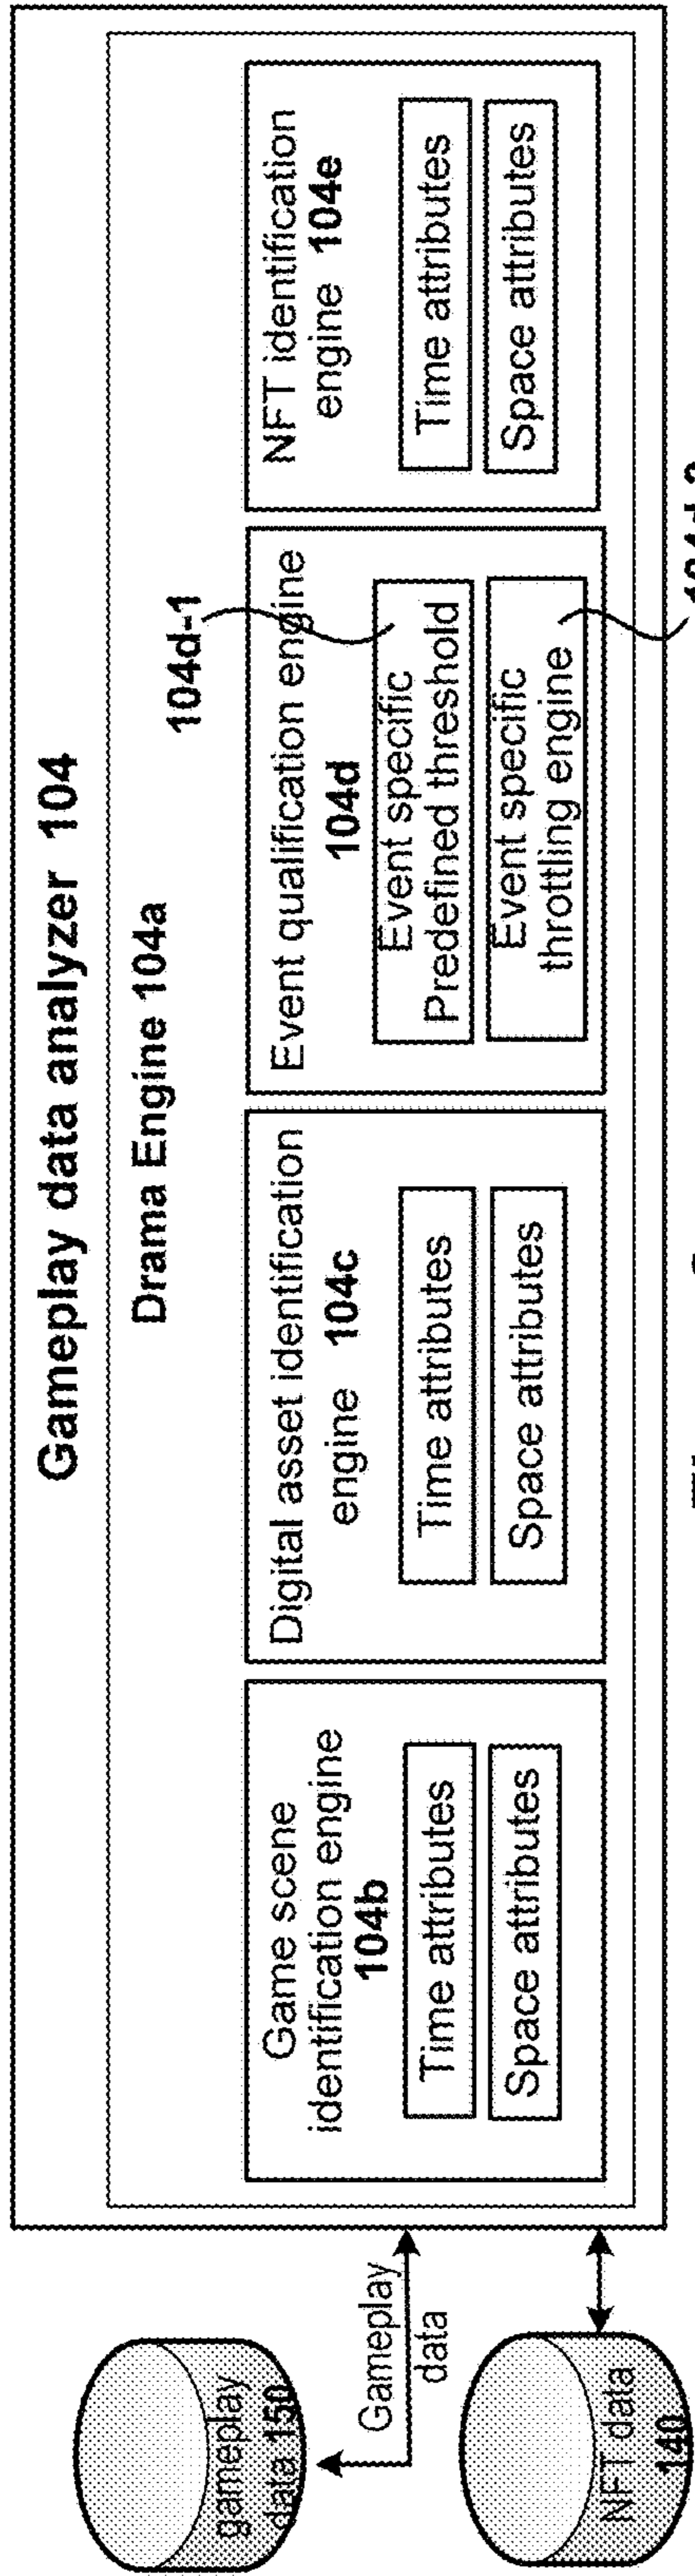 Gameplay data analyzer 104
Drama Engine 104a
104d-1
Game scene
identification engine
104b
Time attributes
Space attributes
Digital asset identification
engine 104c
Time attributes
Space attributes
Event qualification engine
104d
Event specific
Predefined threshold
Event specific
throttling engine
NFT identification
engine 104e
Time attributes
Space attributes
gameplay
data 150
Gameplay
data
NFT data
140